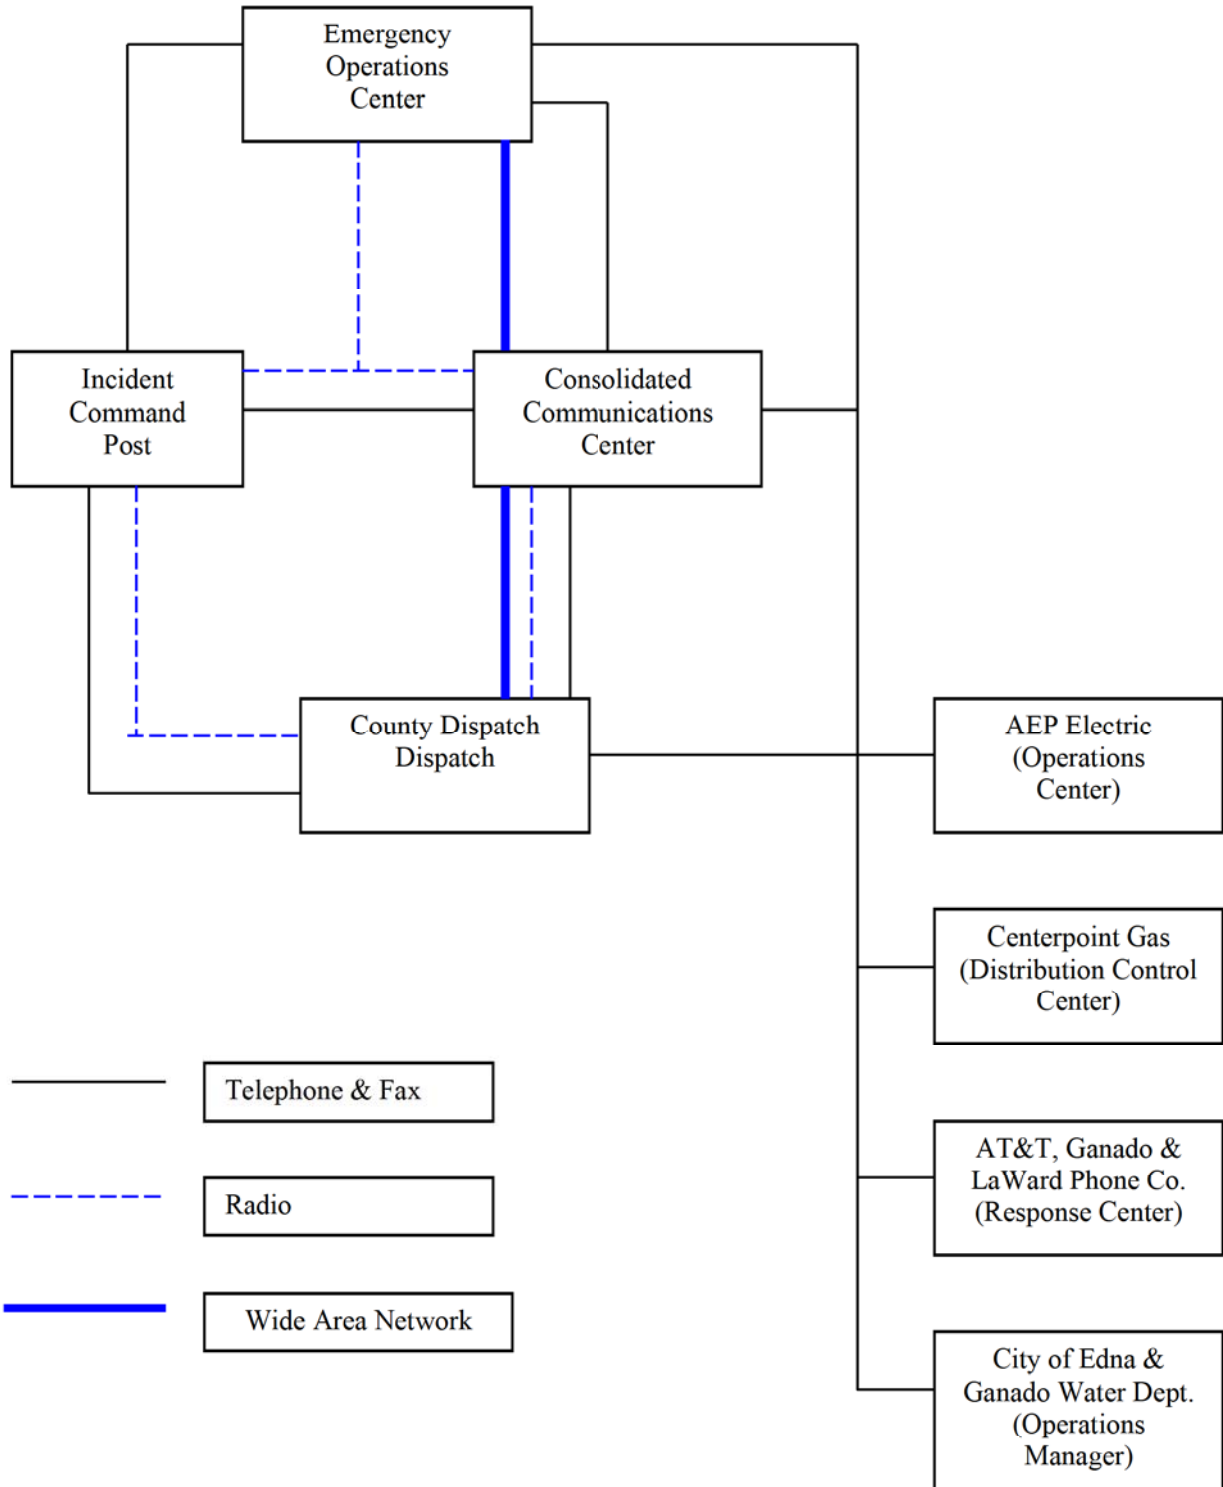 Emergency
Operations
Center
Incident
Command
Post
Consolidated
Communications
Center
County Dispatch
Dispatch
AEP Electric
(Operations
Center)
Centerpoint Gas
(Distribution Control
Center)
Telephone & Fax
AT&T, Ganado &
LaWard Phone Co.
(Response Center)
Radio
Wide Area Network
City of Edna &
Ganado Water Dept.
(Operations
Manager)